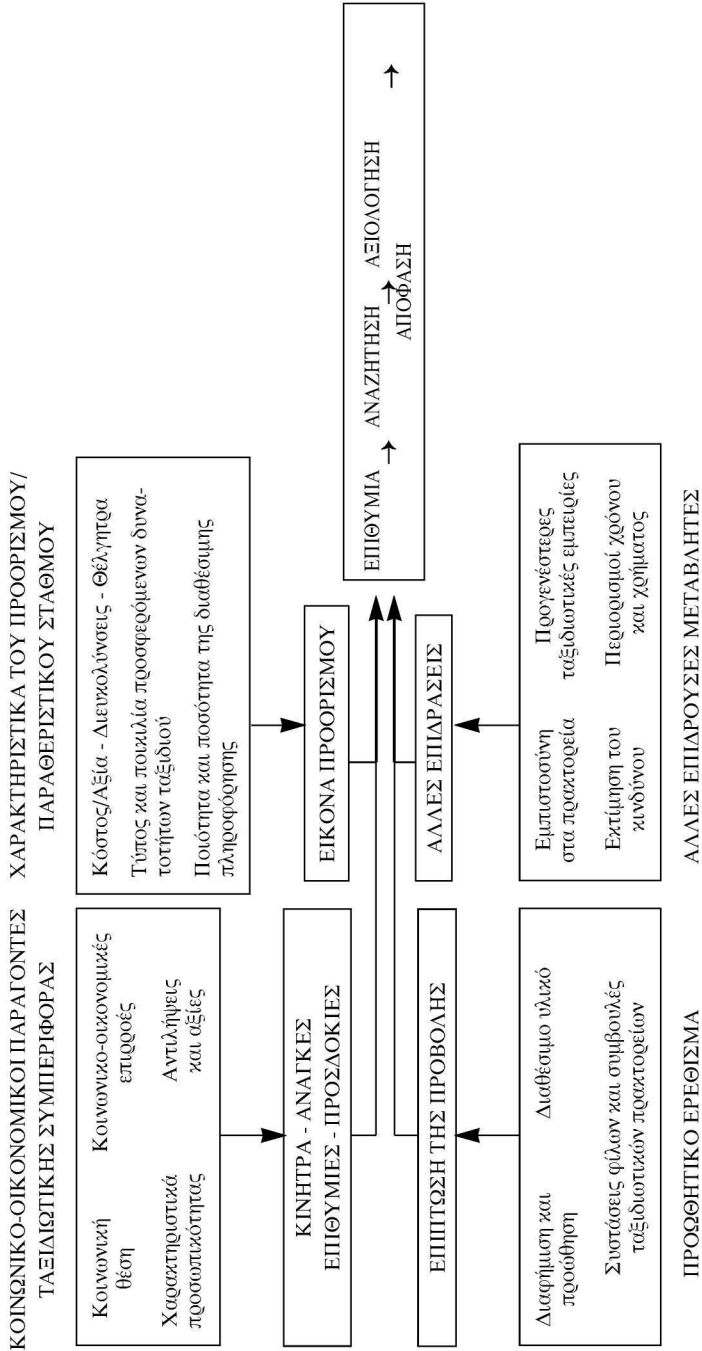 ΚΟΙΝΩΝΙΚΟ-ΟΙΚΟΝΟΜΙΚΟΙ ΠΑΡΑΓΟΝΤΕΣ
ΤΑΞΙΔΙΩΤΙΚΗΣ ΣΥΜΠΕΡΙΦΟΡΑΣ
Κοινωνική
θέση
Κοινωνικο-οικονομικές
επιρροές
Χαρακτηριστικά
προσωπικότητας
Αντιλήψεις
και αξίες
ΚΙΝΗΤΡΑ - ΑΝΑΓΚΕΣ
ΕΠΙΘΥΜΙΕΣ - ΠΡΟΣΔΟΚΙΕΣ
ΧΑΡΑΚΤΗΡΙΣΤΙΚΑ ΤΟΥ ΠΡΟΟΡΙΣΜΟΥ/
ΠΑΡΑΘΕΡΙΣΤΙΚΟΥ ΣΤΑΘΜΟΥ
Κόστος/Αξία - Διευκολύνσεις - Θέλγητρα
Τύπος και ποικιλία προσφερόμενων δυνα-
τοτήτων ταξιδιού
Ποιότητα και ποσότητα της διαθέσιμης
πληροφόρησης
ΕΙΚΟΝΑ ΠΡΟΟΡΙΣΜΟΥ
ΕΠΙΘΥΜΙΑ → ΑΝΑΖΗΤΗΣΗ → ΑΞΙΟΛΟΓΗΣΗ →
ΑΠΟΦΑΣΗ
ΕΠΙΠΤΩΣΗ ΤΗΣ ΠΡΟΒΟΛΗΣ
Διαφήμιση και
προώθηση
Διαθέσιμο υλικό
Συστάσεις φίλων και συμβουλές
ταξιδιωτικών πρακτορείων
ΠΡΟΩΘΗΤΙΚΟ ΕΡΕΘΙΣΜΑ
ΑΛΛΕΣ ΕΠΙΔΡΑΣΕΙΣ
Εμπιστοσύνη
στα πρακτορεία
Προγενέστερες
ταξιδιωτικές εμπειρίες
Εκτίμηση του
κινδύνου
Περιορισμοί χρόνου
και χρήματος
ΑΛΛΕΣ ΕΠΙΔΡΟΥΣΕΣ ΜΕΤΑΒΛΗΤΕΣ